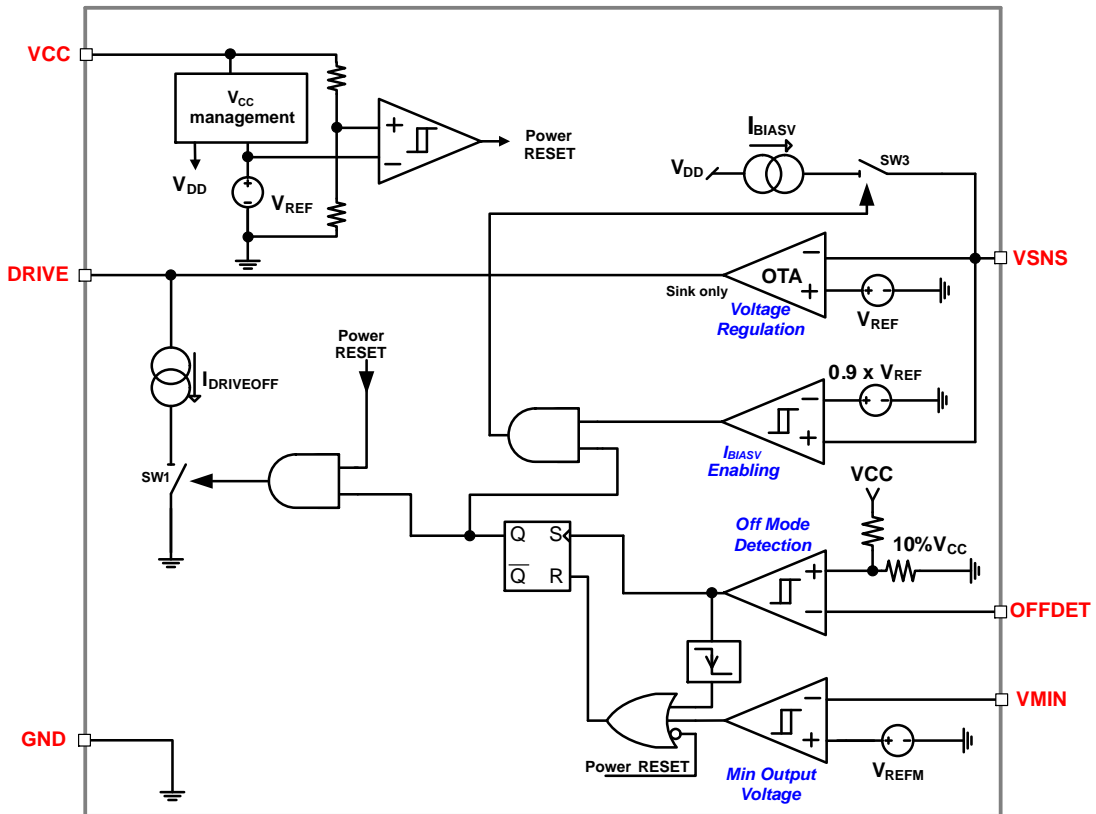 VCC
VCC
management
VDD
VREF
+
−
+
−
Power
RESET
IBIASV
VDD
SW3
DRIVE
VSNS
−
+
OTA
Sink only
Voltage
Regulation
+ -
VREF
Power
RESET
IDRIVEOFF
SW1
0.9 x VREF
+ -
−
+
IBIASV
Enabling
VCC
10%VCC
Off Mode
Detection
+
−
Q S
Q R
OFFDET
VMIN
−
+
+ -
VREFM
Min Output
Voltage
Power RESET
GND